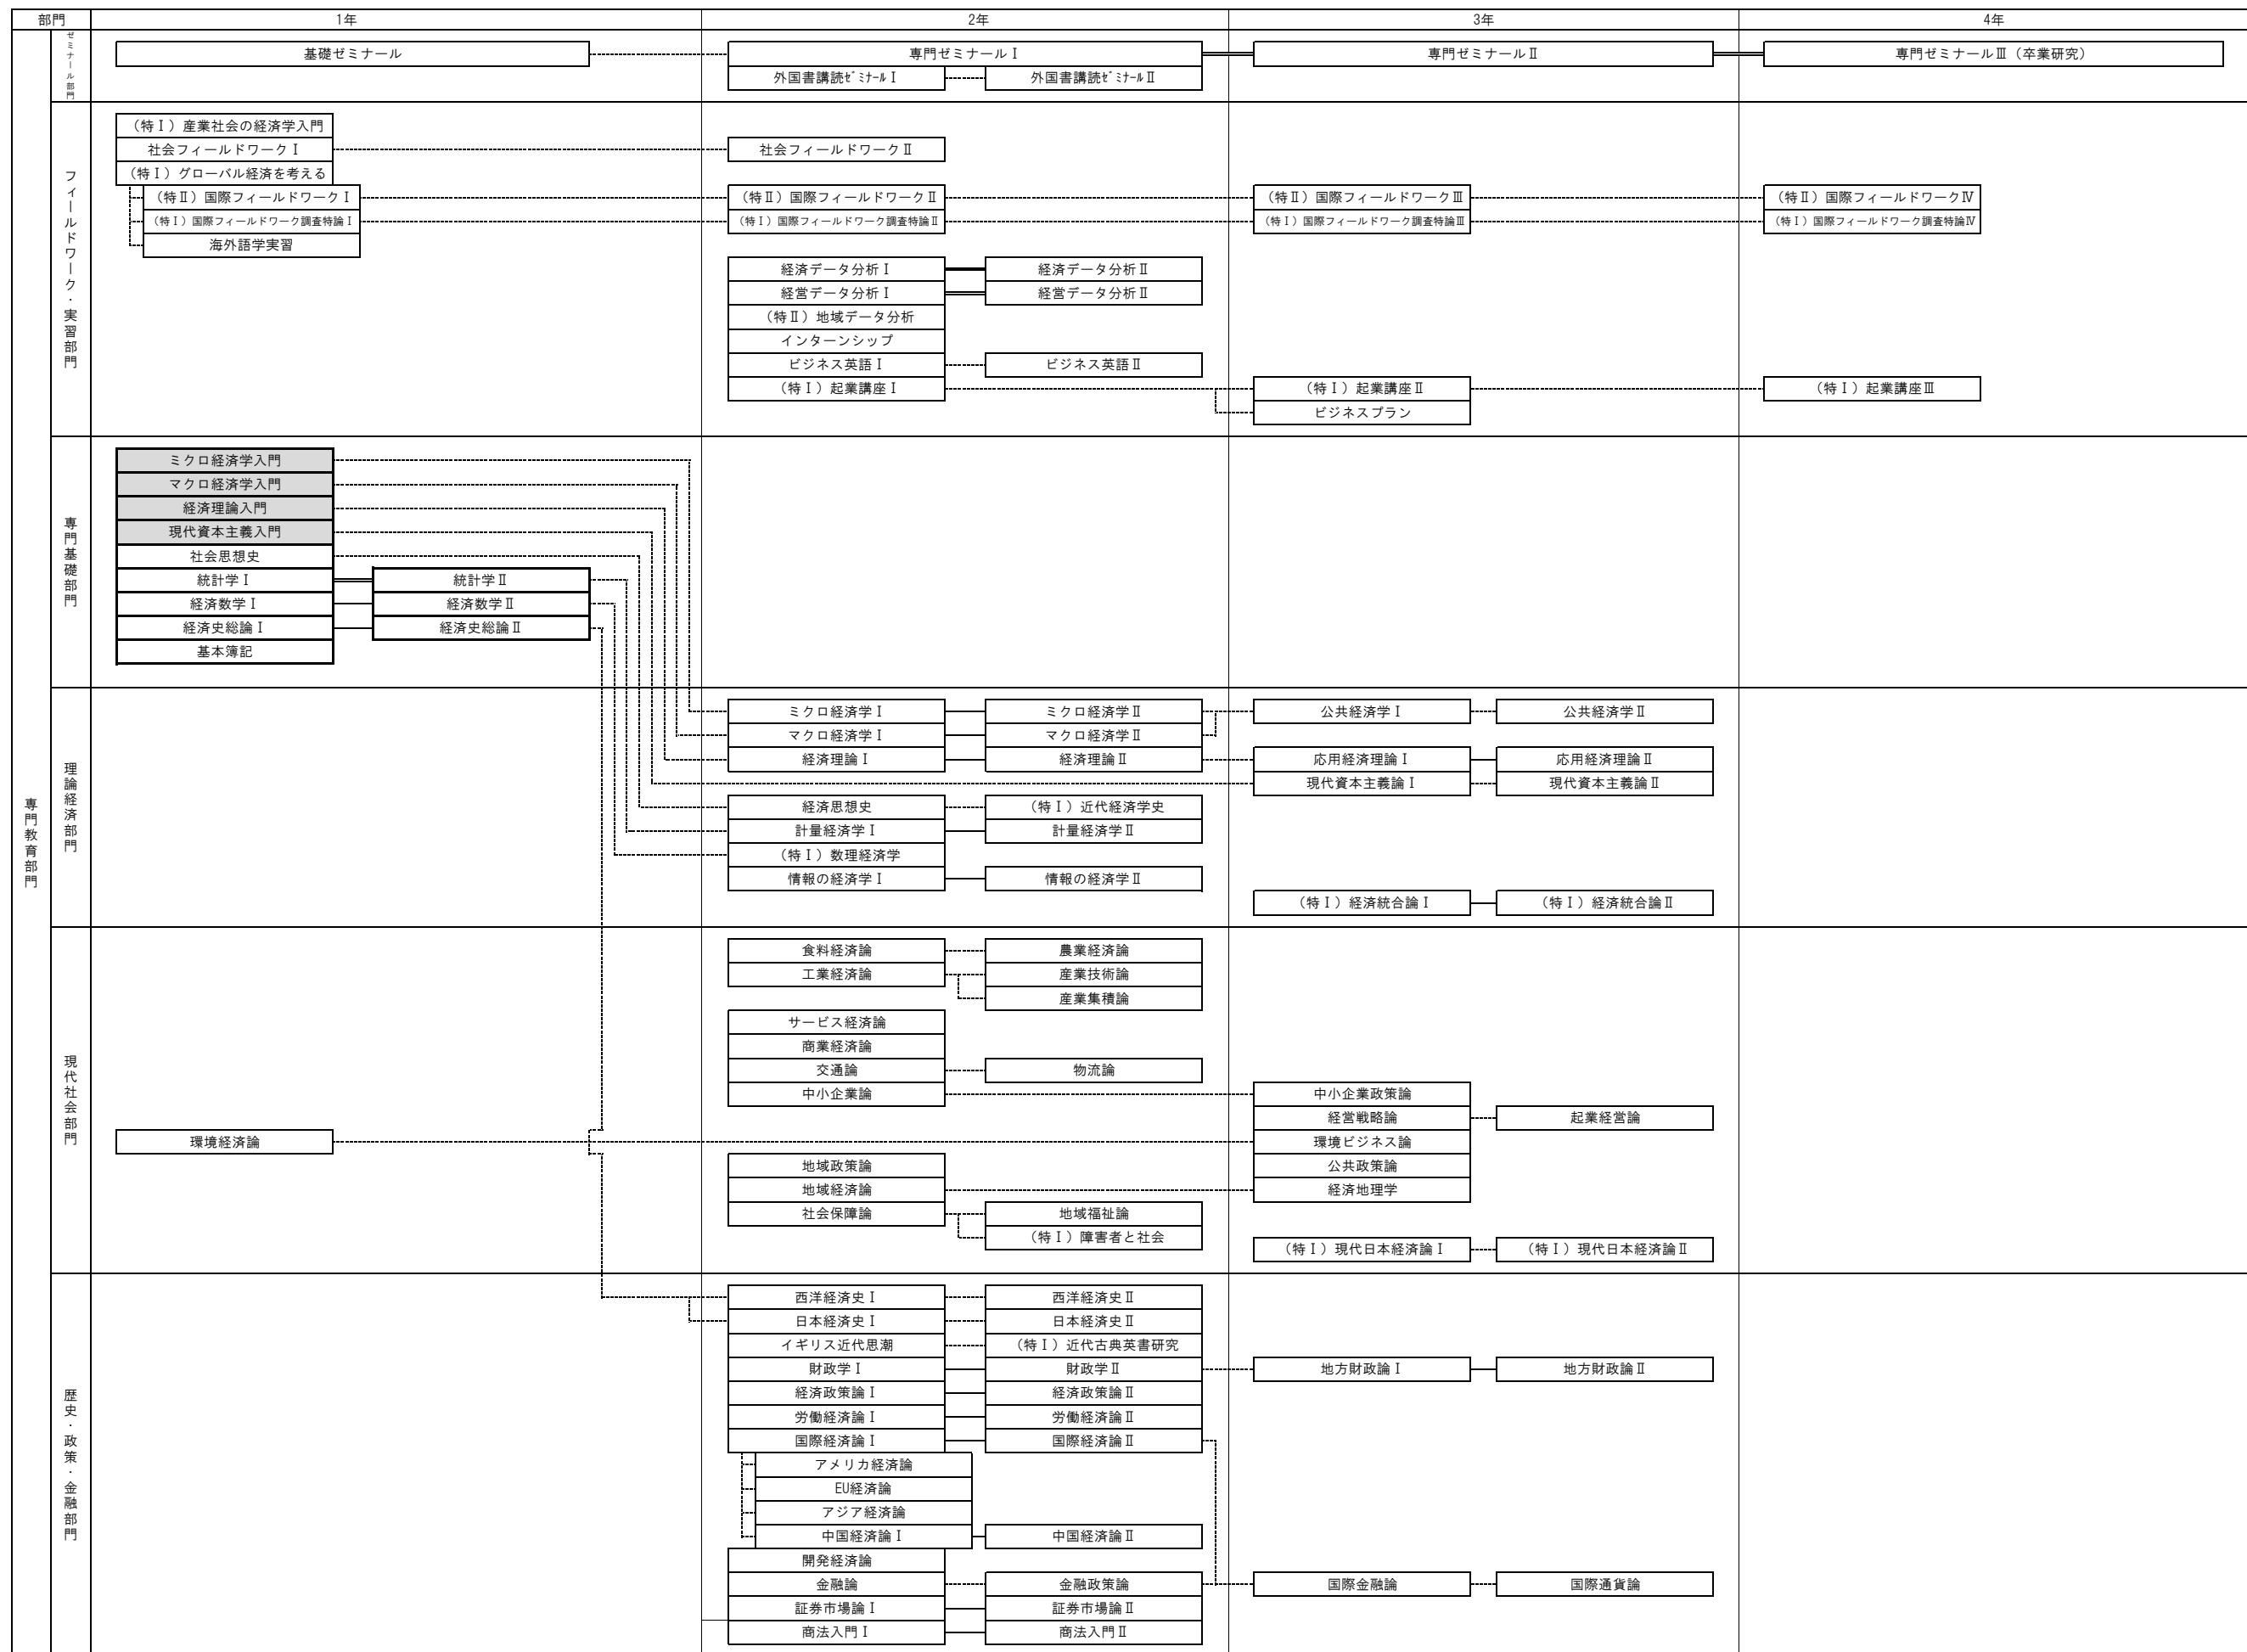 部門 1年 2年 3年 4年
専門教育部門
ゼミナール部門
基礎ゼミナール 専門ゼミナールⅠ 専門ゼミナールⅡ 専門ゼミナールⅢ（卒業研究）
外国書講読ｾﾞﾐﾅｰﾙⅠ 外国書講読ｾﾞﾐﾅｰﾙⅡ
フィールドワーク・実習部門
（特Ⅰ）産業社会の経済学入門
社会フィールドワークⅠ 社会フィールドワークⅡ
（特Ⅰ）グローバル経済を考える
（特Ⅱ）国際フィールドワークⅠ （特Ⅱ）国際フィールドワークⅡ （特Ⅱ）国際フィールドワークⅢ （特Ⅱ）国際フィールドワークⅣ
（特Ⅰ）国際フィールドワーク調査特論Ⅰ （特Ⅰ）国際フィールドワーク調査特論Ⅱ （特Ⅰ）国際フィールドワーク調査特論Ⅲ （特Ⅰ）国際フィールドワーク調査特論Ⅳ
海外語学実習
経済データ分析Ⅰ 経済データ分析Ⅱ
経営データ分析Ⅰ 経営データ分析Ⅱ
（特Ⅱ）地域データ分析
インターンシップ
ビジネス英語Ⅰ ビジネス英語Ⅱ
（特Ⅰ）起業講座Ⅰ （特Ⅰ）起業講座Ⅱ （特Ⅰ）起業講座Ⅲ
ビジネスプラン
専門基礎部門
ミクロ経済学入門
マクロ経済学入門
経済理論入門
現代資本主義入門
社会思想史
統計学Ⅰ 統計学Ⅱ
経済数学Ⅰ 経済数学Ⅱ
経済史総論Ⅰ 経済史総論Ⅱ
基本簿記
理論経済部門
ミクロ経済学Ⅰ ミクロ経済学Ⅱ 公共経済学Ⅰ 公共経済学Ⅱ
マクロ経済学Ⅰ マクロ経済学Ⅱ
経済理論Ⅰ 経済理論Ⅱ 応用経済理論Ⅰ 応用経済理論Ⅱ
現代資本主義論Ⅰ 現代資本主義論Ⅱ
経済思想史 （特Ⅰ）近代経済学史
計量経済学Ⅰ 計量経済学Ⅱ
（特Ⅰ）数理経済学
情報の経済学Ⅰ 情報の経済学Ⅱ
（特Ⅰ）経済統合論Ⅰ （特Ⅰ）経済統合論Ⅱ
現代社会部門
食料経済論 農業経済論
工業経済論 産業技術論
産業集積論
サービス経済論
商業経済論
交通論 物流論
中小企業論 中小企業政策論
経営戦略論 起業経営論
環境経済論 環境ビジネス論
地域政策論 公共政策論
地域経済論 経済地理学
社会保障論 地域福祉論
（特Ⅰ）障害者と社会
（特Ⅰ）現代日本経済論Ⅰ （特Ⅰ）現代日本経済論Ⅱ
歴史・政策・金融部門
西洋経済史Ⅰ 西洋経済史Ⅱ
日本経済史Ⅰ 日本経済史Ⅱ
イギリス近代思潮 （特Ⅰ）近代古典英書研究
財政学Ⅰ 財政学Ⅱ 地方財政論Ⅰ 地方財政論Ⅱ
経済政策論Ⅰ 経済政策論Ⅱ
労働経済論Ⅰ 労働経済論Ⅱ
国際経済論Ⅰ 国際経済論Ⅱ
アメリカ経済論
EU経済論
アジア経済論
中国経済論Ⅰ 中国経済論Ⅱ
開発経済論
金融論 金融政策論 国際金融論 国際通貨論
証券市場論Ⅰ 証券市場論Ⅱ
商法入門Ⅰ 商法入門Ⅱ